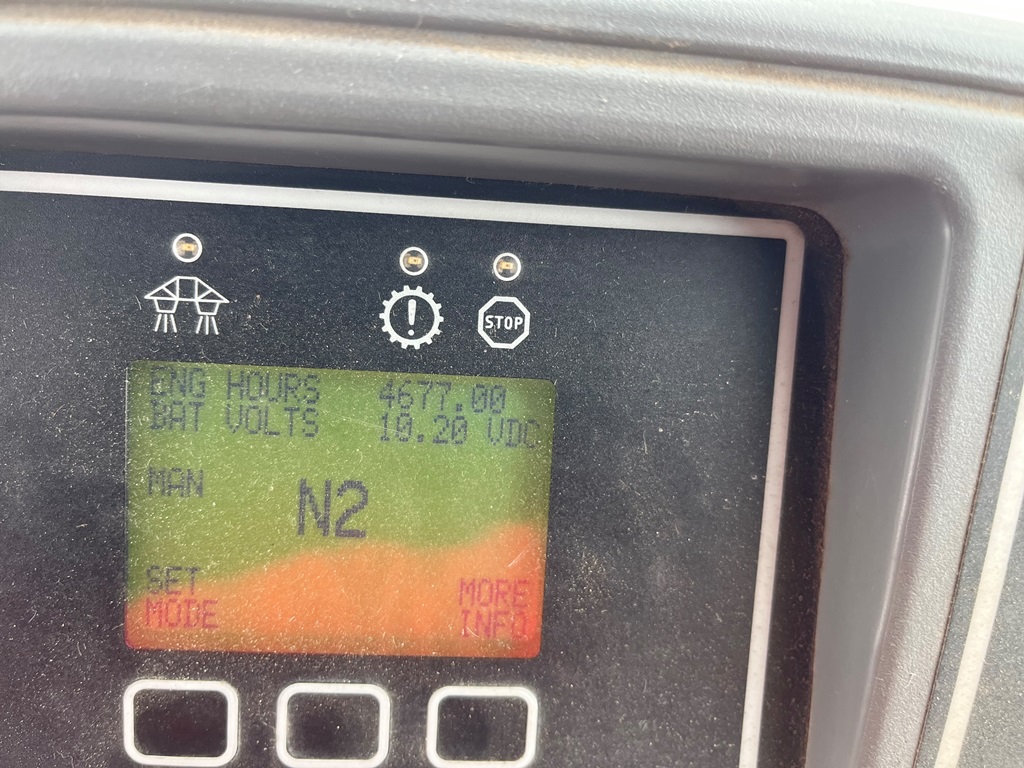 STOP
ENG HOURS 4677.00
BAT VOLTS 10.20 VDC
MAN
N2
SET MORE
MODE INFO